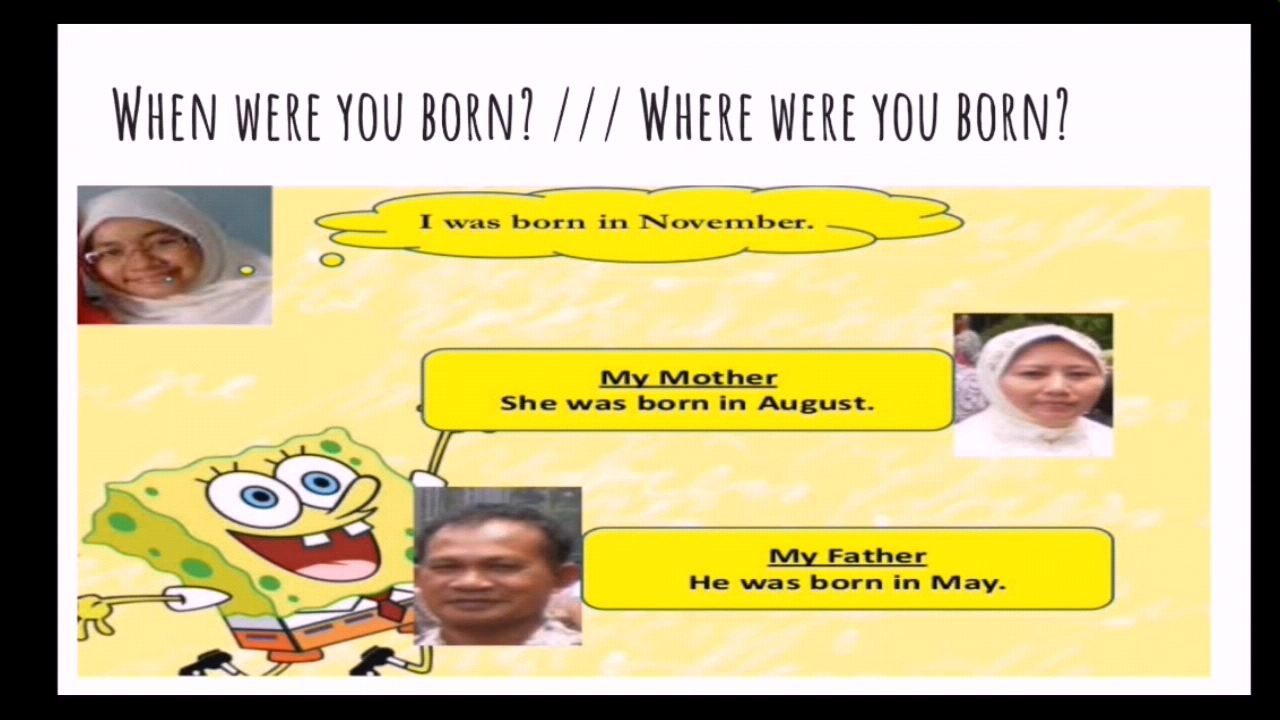 When were you born? /// Where were you born?
I was born in November.
My Mother
She was born in August.
My Father
He was born in May.